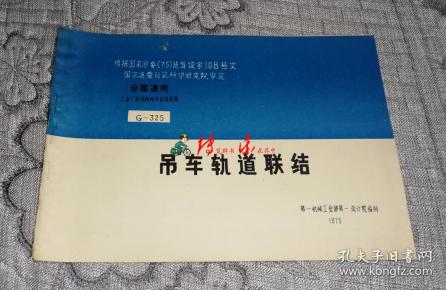 根据国家建委(75)建发设字108号文
国家建委建筑科学研究院审定
全国通用
工业厂房结构构件标准图集
G-325
吊车轨道联结
第一机械工业部第一设计院编制
1975
孔夫子旧书网